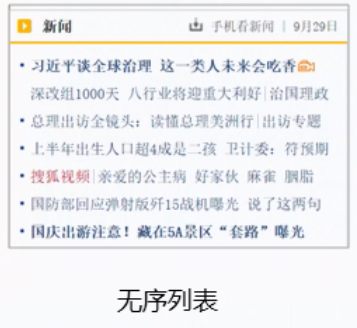 新闻 手机看新闻 | 9月29日
• 习近平谈全球治理 这一类人未来会吃香
深改组1000天 八行业将迎重大利好|治国理政
• 总理出访全镜头：读懂总理美洲行|出访专题
• 上半年出生人口超4成是二孩 卫计委：符预期
• 搜狐视频|亲爱的公主病 好家伙 麻雀 胭脂
• 国防部回应弹射版歼15战机曝光 说了这两句
• 国庆出游注意！藏在5A景区“套路”曝光
无序列表